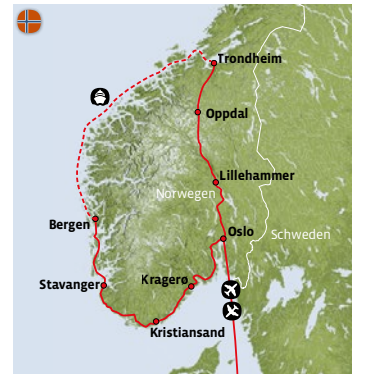 Trondheim
Oppdal
Lillehammer
Norwegen
Oslo
Schweden
Bergen
Stavanger
Kragerø
Kristiansand